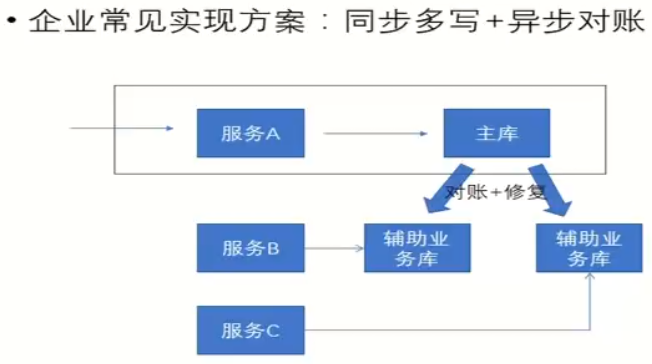 • 企业常见实现方案：同步多写+异步对账
服务A
主库
对账+修复
服务B
辅助业
务库
辅助业
务库
服务C